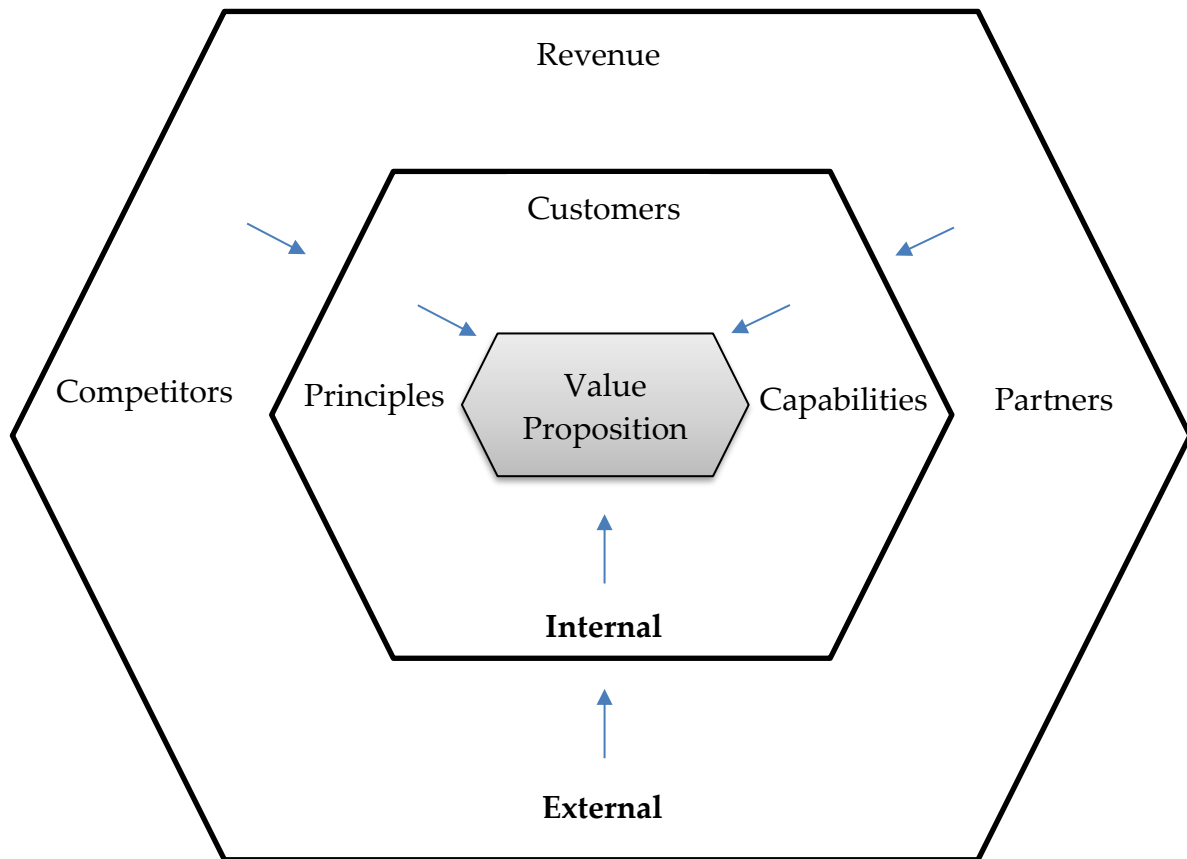 Revenue
Customers
Competitors
Principles
Value
Proposition
Capabilities
Partners
Internal
External